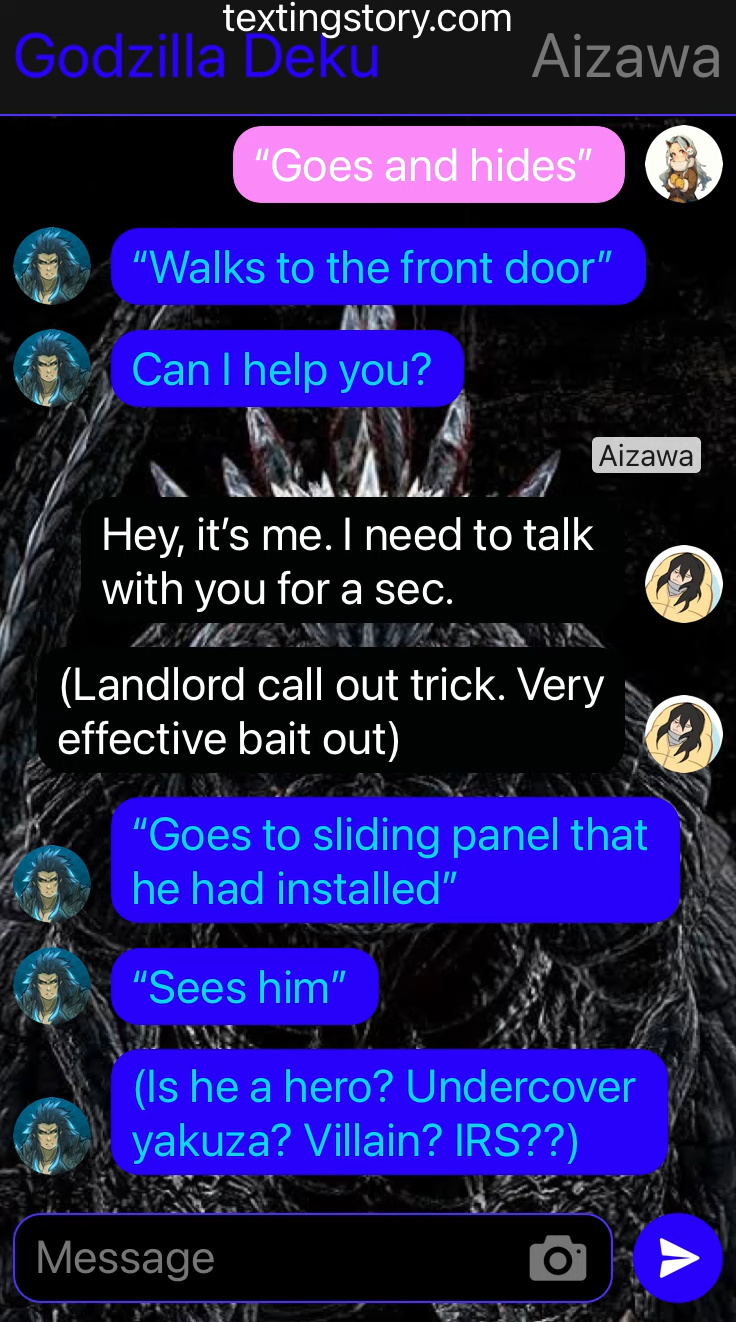 textingstory.com
Godzilla Deku
Aizawa
“Goes and hides”
“Walks to the front door”
Can I help you?
Aizawa
Hey, it’s me. I need to talk
with you for a sec.
(Landlord call out trick. Very
effective bait out)
“Goes to sliding panel that
he had installed”
“Sees him”
(Is he a hero? Undercover
yakuza? Villain? IRS??)
Message